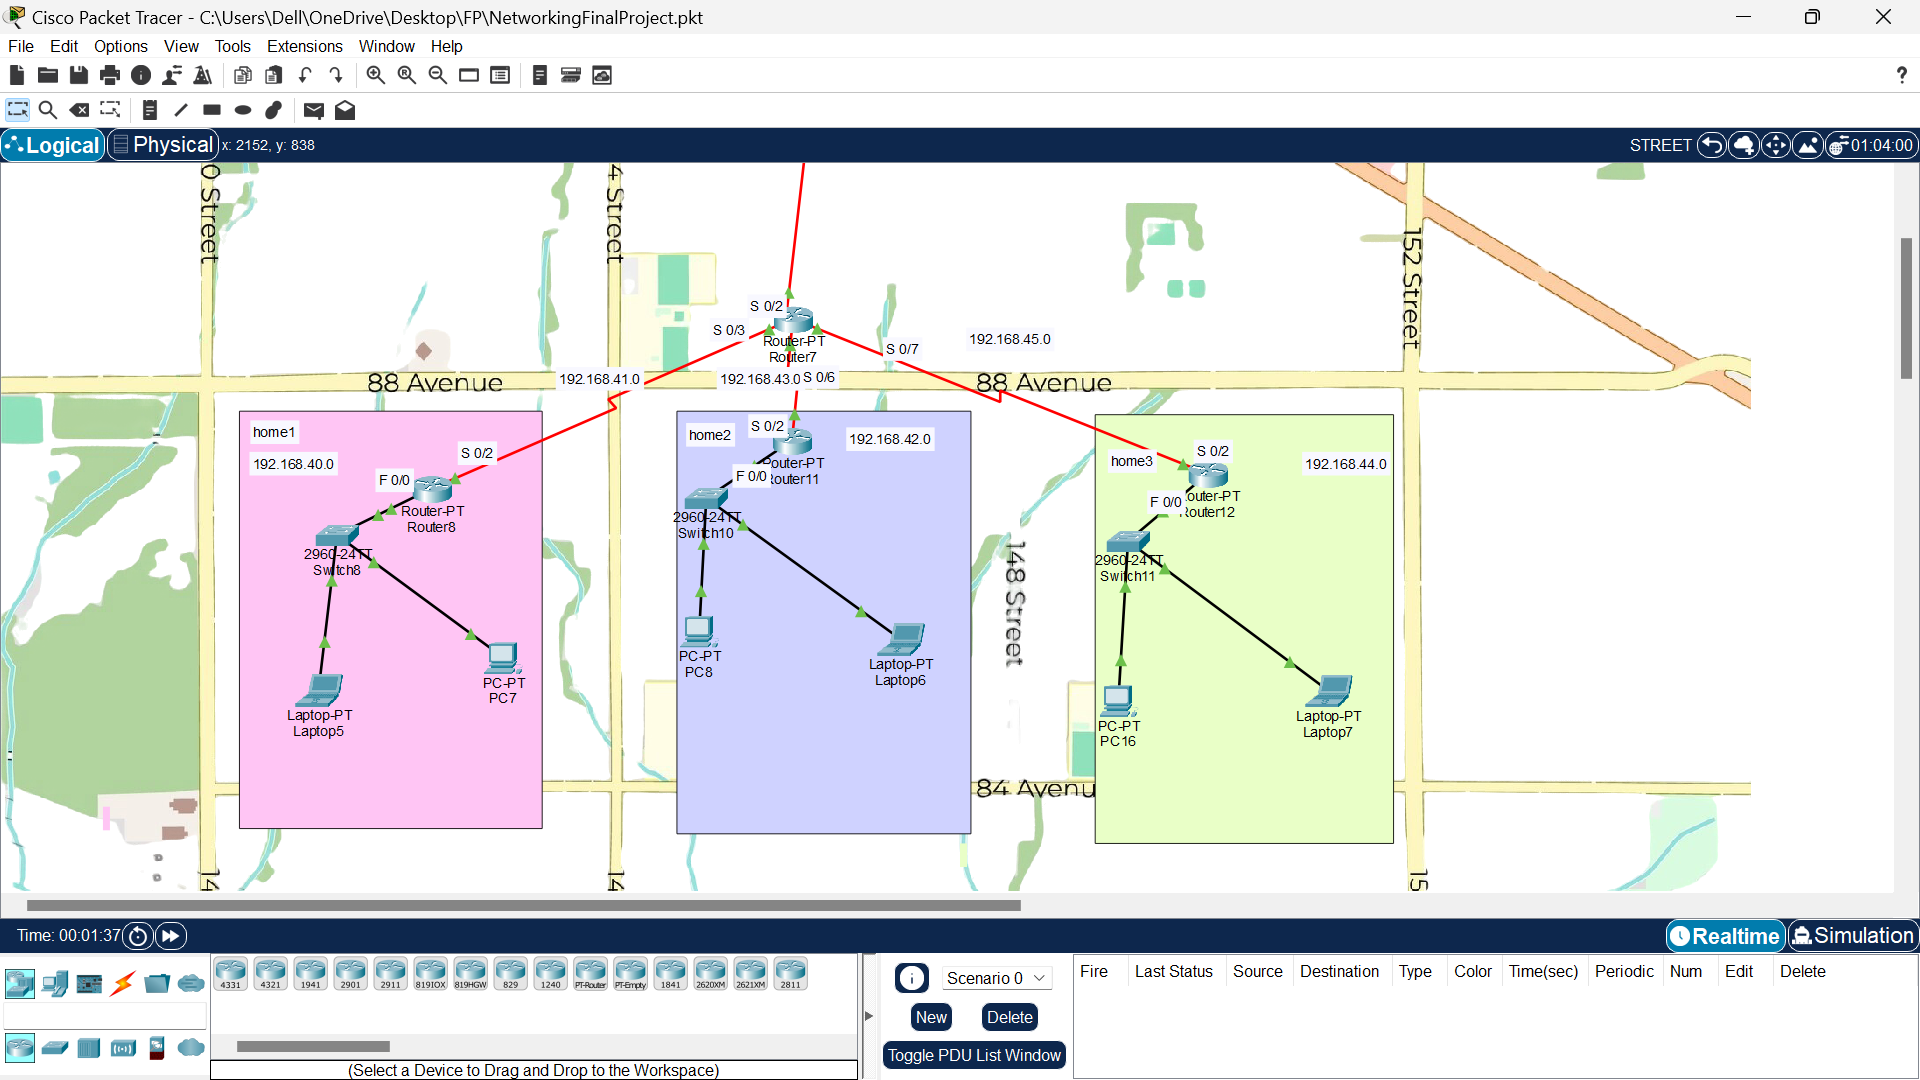 Cisco Packet Tracer - C:\Users\Dell\OneDrive\Desktop\FP\NetworkingFinalProject.pkt
File Edit Options View Tools Extensions Window Help
?
Logical Physical x: 2152, y: 838 STREET 01:04:00
0 Street
4 Street
152 Street
S 0/2
S 0/3
Router-PT
Router7
S 0/7
192.168.45.0
88 Avenue
192.168.41.0
192.168.43.0
S 0/6
88 Avenue
home1
192.168.40.0
S 0/2
F 0/0
Router-PT
Router8
2960-24TT
Switch8
PC-PT
PC7
Laptop-PT
Laptop5
home2
S 0/2
192.168.42.0
Router-PT
F 0/0
Router11
2960-24TT
Switch10
PC-PT
PC8
Laptop-PT
Laptop6
148 Street
home3
S 0/2
192.168.44.0
F 0/0
outer-PT
Router12
2960-24TT
Switch11
PC-PT
PC16
Laptop-PT
Laptop7
84 Avenu
14
14
15
Time: 00:01:37
Realtime Simulation
4331 4321 1941 2901 2911 819IOX 819HGW 829 1240 PT-Router PT-Empty 1841 2620XM 2621XM 2811
(Select a Device to Drag and Drop to the Workspace)
Scenario 0
New Delete
Toggle PDU List Window
Fire Last Status Source Destination Type Color Time(sec) Periodic Num Edit Delete